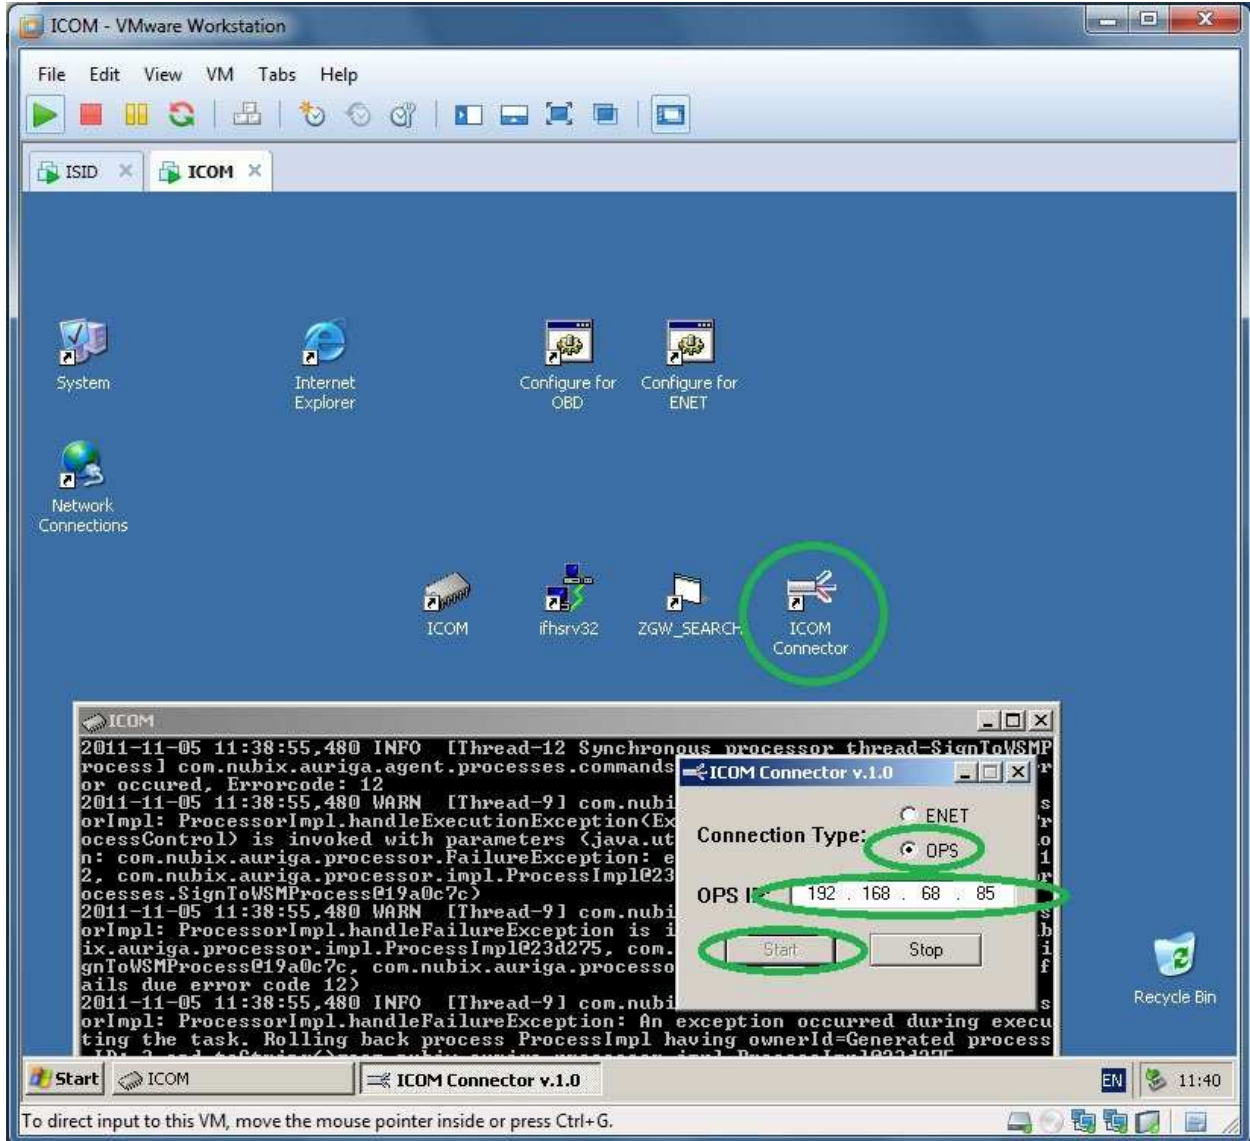 ICOM - VMware Workstation
File Edit View VM Tabs Help
ISID
ICOM
System
Internet Explorer
Configure for OBD
Configure for ENET
Network Connections
ICOM
ifhsrv32
ZGW_SEARCH
ICOM Connector
ICOM
2011-11-05 11:38:55,480 INFO [Thread-12 Synchronous processor thread-SignToWSMP
rocess] com.nubix.auriga.agent.processes.commands
or occured, Errorcode: 12
2011-11-05 11:38:55,480 WARN [Thread-9] com.nubi s
orImpl: ProcessorImpl.handleExecutionException(Ex r
ocessControl) is invoked with parameters (java.ut o
n: com.nubix.auriga.processor.FailureException: e 1
2, com.nubix.auriga.processor.impl.ProcessImpl@23 r
ocesses.SignToWSMProcess@19a0c7c)
2011-11-05 11:38:55,480 WARN [Thread-9] com.nubi s
orImpl: ProcessorImpl.handleFailureException is i b
ix.auriga.processor.impl.ProcessImpl@23d275, com. i
gnToWSMProcess@19a0c7c, com.nubix.auriga.processo f
ails due error code 12)
2011-11-05 11:38:55,480 INFO [Thread-9] com.nubi s
orImpl: ProcessorImpl.handleFailureException: An exception occurred during execu
ting the task. Rolling back process ProcessImpl having ownerId=Generated process
ICOM Connector v.1.0
Connection Type:
ENET
OPS
OPS
192 . 168 . 68 . 85
Start
Stop
Recycle Bin
Start
ICOM
ICOM Connector v.1.0
EN
11:40
To direct input to this VM, move the mouse pointer inside or press Ctrl+G.